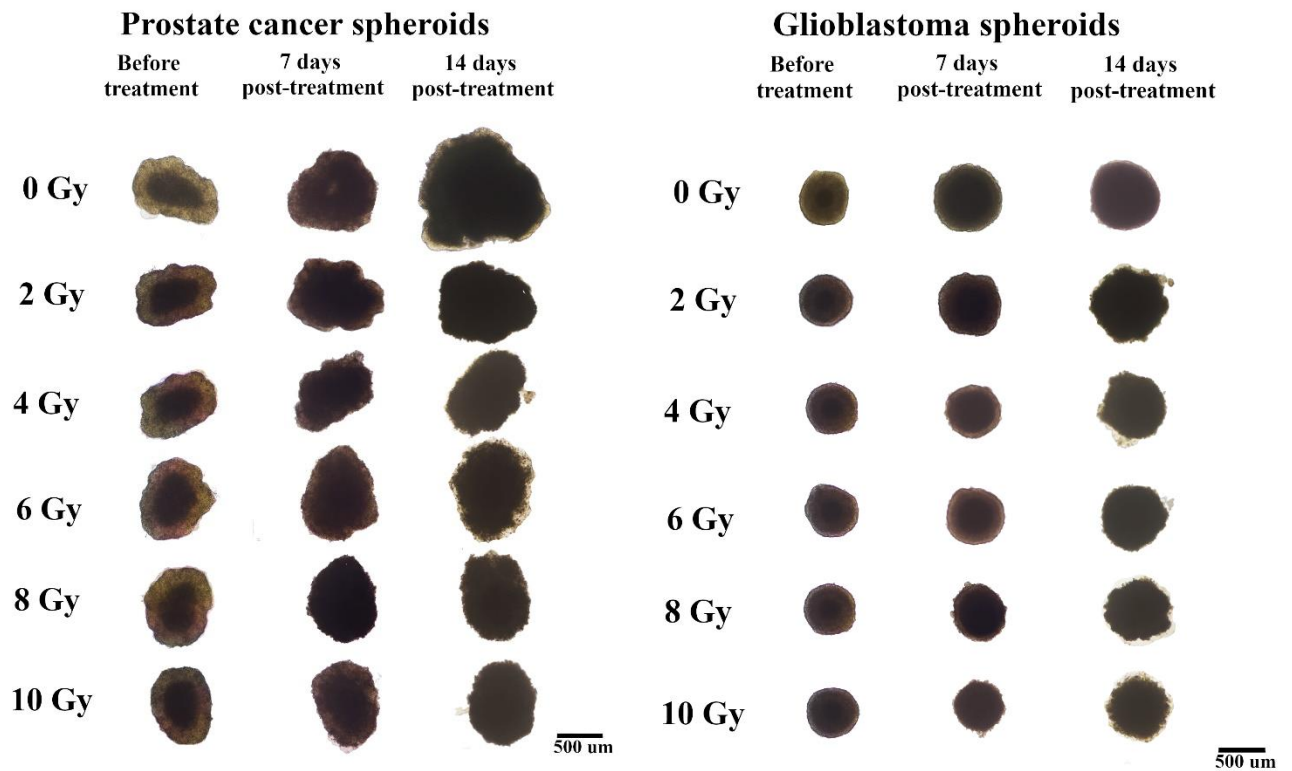 Prostate cancer spheroids
Before
treatment
7 days
post-treatment
14 days
post-treatment
0 Gy
2 Gy
4 Gy
6 Gy
8 Gy
10 Gy
500 um
Glioblastoma spheroids
Before
treatment
7 days
post-treatment
14 days
post-treatment
0 Gy
2 Gy
4 Gy
6 Gy
8 Gy
10 Gy
500 um